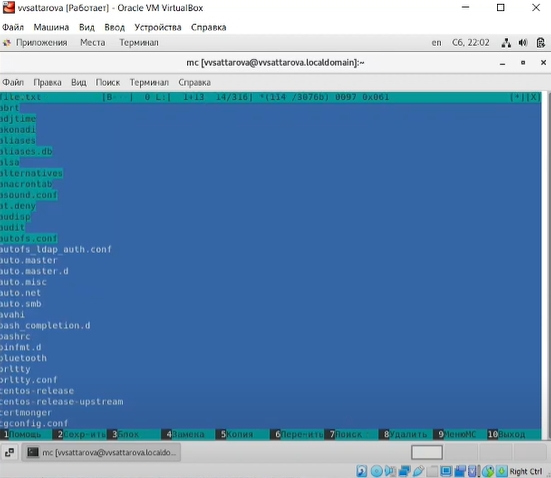 vvsattarova [Работает] - Oracle VM VirtualBox
Файл Машина Вид Ввод Устройства Справка
Приложения Места Терминал en Сб, 22:02
mc [vvsattarova@vvsattarova.localdomain]:~
Файл Правка Вид Поиск Терминал Справка
file.txt [B---] 0 L:[ 1+13 14/316] *(114 /3076b) 0097 0x061 [*][X]
abrt
adjtime
akonadi
aliases
aliases.db
alsa
alternatives
anacrontab
asound.conf
at.deny
audisp
audit
autofs.conf
autofs_ldap_auth.conf
auto.master
auto.master.d
auto.misc
auto.net
auto.smb
avahi
bash_completion.d
bashrc
binfmt.d
bluetooth
brltty
brltty.conf
centos-release
centos-release-upstream
certmonger
cgconfig.conf
1Помощь 2Сохр~ить 3Блок 4Замена 5Копия 6Пере~ить 7Поиск 8Удалить 9МенюMC 10Выход
mc [vvsattarova@vvsattarova.localdo...
Right Ctrl